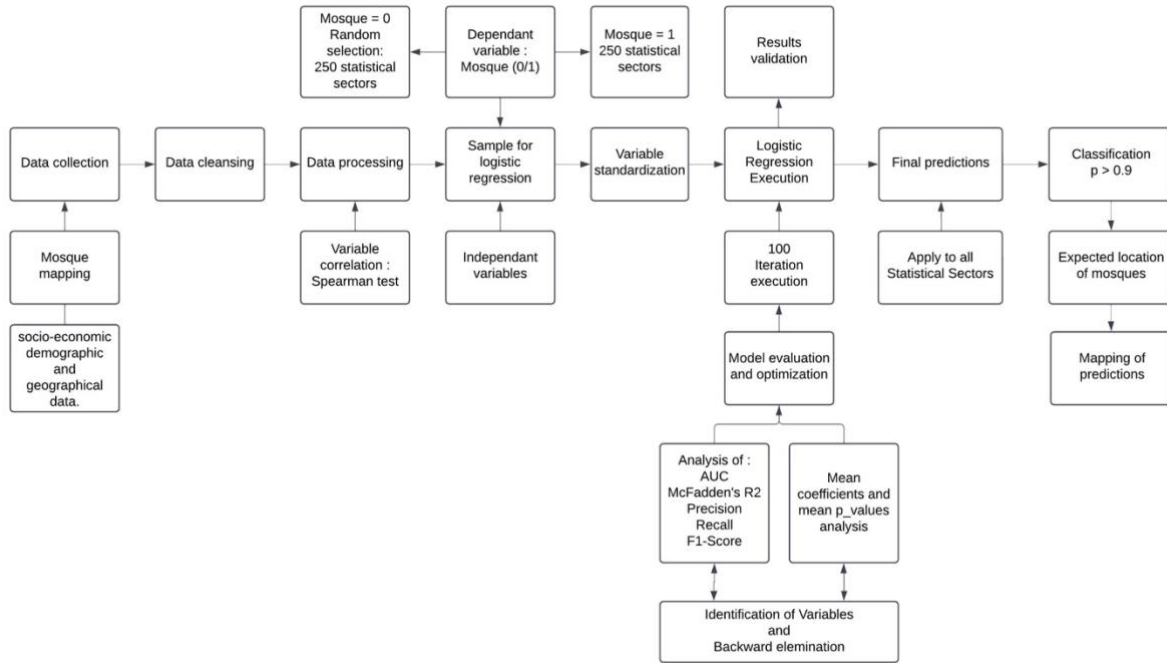 Mosque = 0
Random
selection:
250 statistical
sectors
Dependant
variable :
Mosque (0/1)
Mosque = 1
250 statistical
sectors
Results
validation
Data collection
Data cleansing
Data processing
Sample for
logistic
regression
Variable
standardization
Logistic
Regression
Execution
Final predictions
Classification
p > 0.9
Mosque
mapping
Variable
correlation :
Spearman test
Independant
variables
100
Iteration
execution
Apply to all
Statistical Sectors
Expected location
of mosques
socio-economic
demographic
and
geographical
data.
Model evaluation
and optimization
Mapping of
predictions
Analysis of :
AUC
McFadden's R2
Precision
Recall
F1-Score
Mean
coefficients and
mean p_values
analysis
Identification of Variables
and
Backward elemination